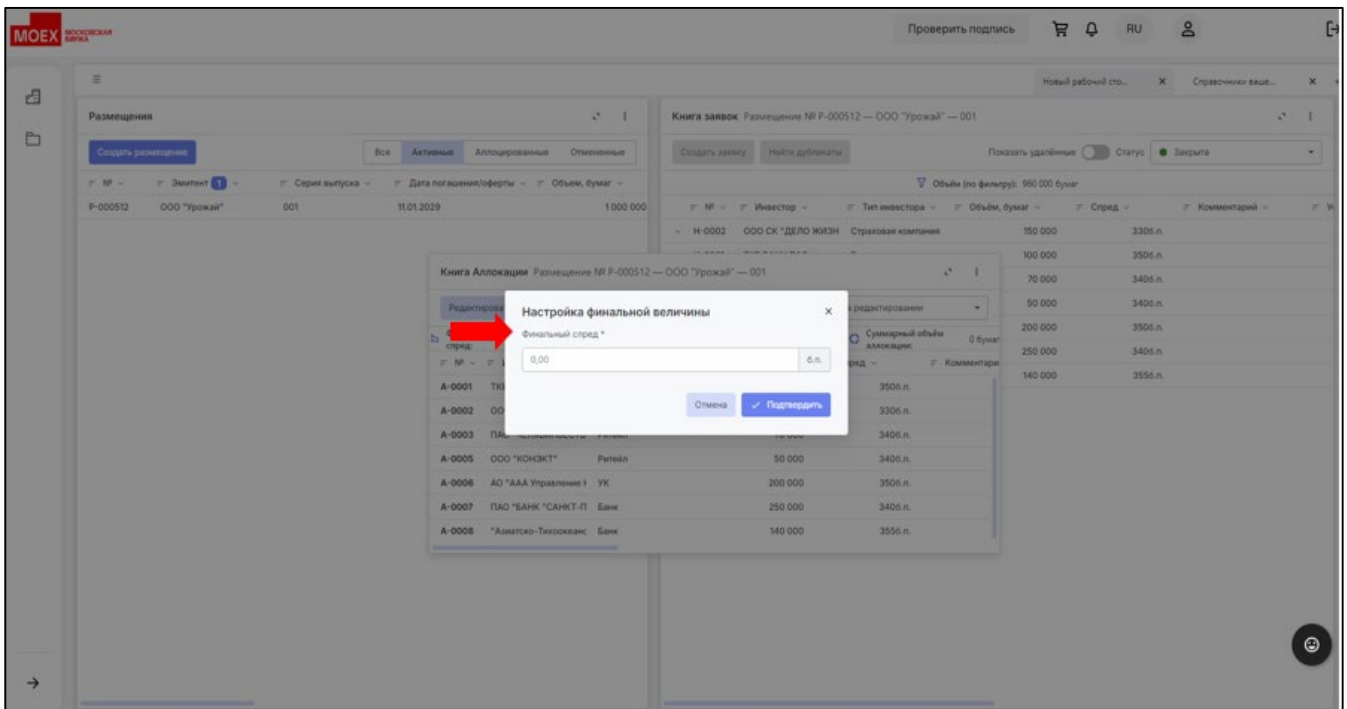 MOEX МОСКОВСКАЯ БИРЖА
Проверить подпись RU
Новый рабочий сто... Справочники ваше...
Размещения
Книга заявок Размещение № P-000512 — ООО "Урожай" — 001
Создать размещение Все Активные Аллоцированные Отмененные
Создать заявку Найти дубликаты Показать удалённые Статус Закрыта
Объём (по фильтру): 960 000 бумаг
№ Эмитент 1 Серия выпуска Дата погашения/оферты Объем, бумаг
P-000512 ООО "Урожай" 001 11.01.2029 1 000 000
№ Инвестор Тип инвестора Объём, бумаг Спред Комментарий
H-0002 ООО СК "ДЕЛО ЖИЗН Страховая компания 150 000 330б.п.
100 000 350б.п.
70 000 340б.п.
50 000 340б.п.
200 000 350б.п.
250 000 340б.п.
140 000 355б.п.
Книга Аллокации Размещение № P-000512 — ООО "Урожай" — 001
Редактирова
редактировании
спред:
Суммарный объём аллокации: 0 бумаг
№
Комментари
Настройка финальной величины
Финальный спред *
0,00 б.п.
Отмена Подтвердить
A-0001 350б.п.
A-0002 330б.п.
A-0003 340б.п.
A-0005 ООО "КОНЭКТ" Ритейл 50 000 340б.п.
A-0006 АО "ААА Управление К УК 200 000 350б.п.
A-0007 ПАО "БАНК "САНКТ-П Банк 250 000 340б.п.
A-0008 "Азиатско-Тихоокеанс Банк 140 000 355б.п.